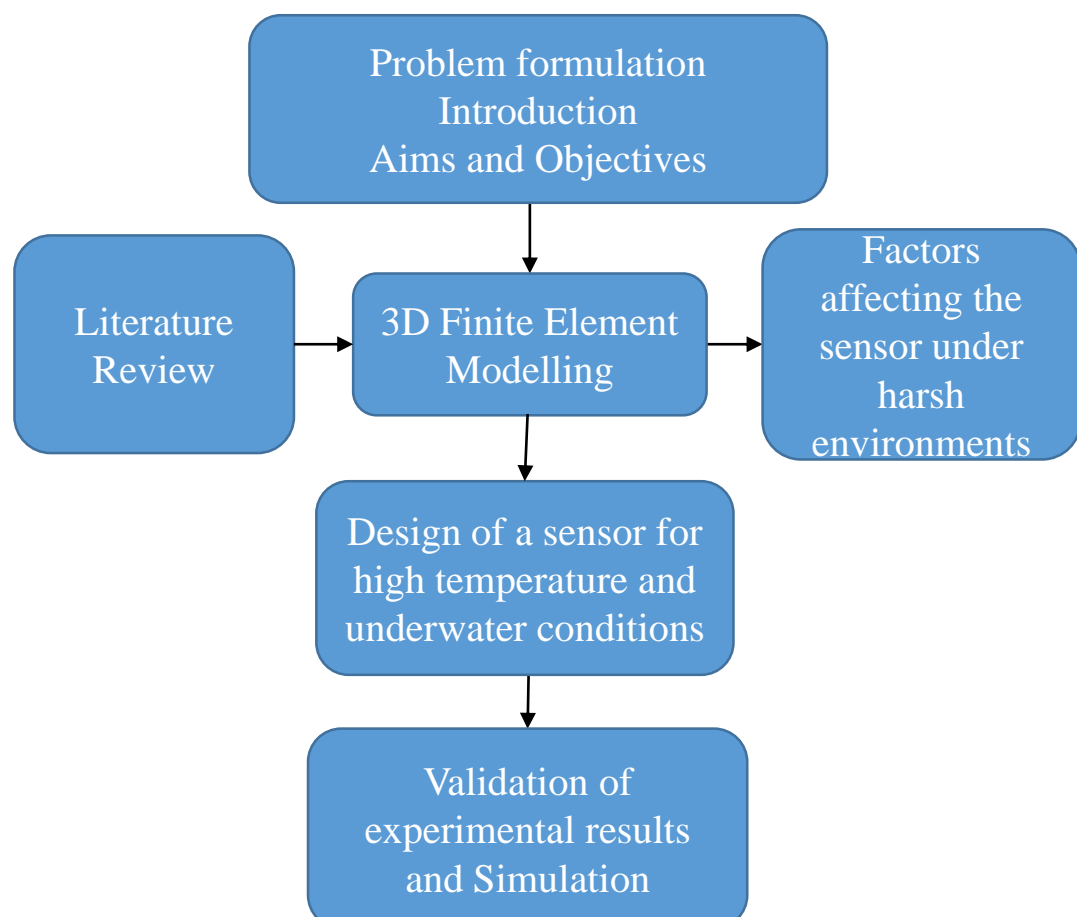 Problem formulation
Introduction
Aims and Objectives
Literature
Review
3D Finite Element
Modelling
Factors
affecting the
sensor under
harsh
environments
Design of a sensor for
high temperature and
underwater conditions
Validation of
experimental results
and Simulation